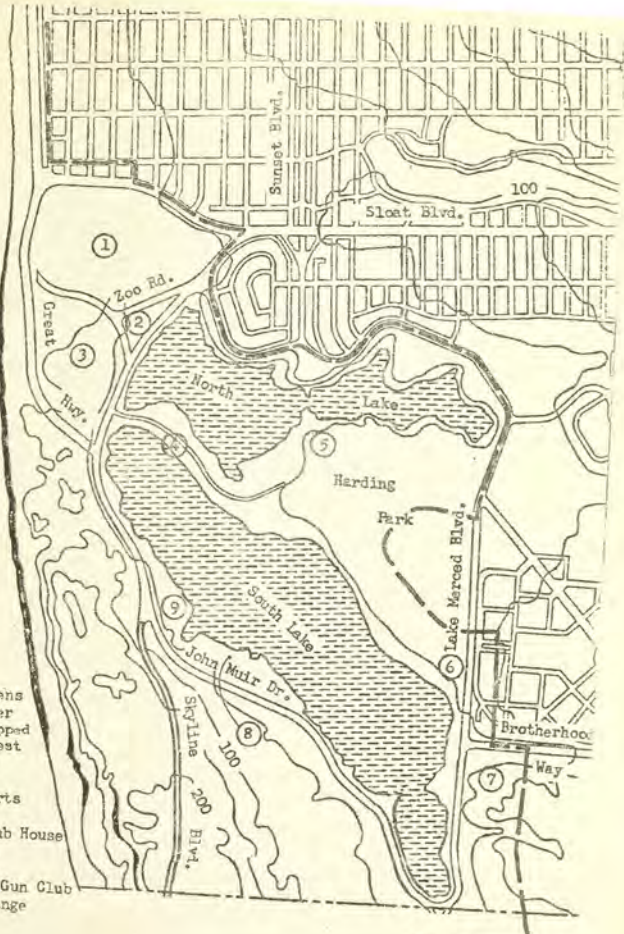 Sunset Blvd.
100
Sloat Blvd.
1
Zoo Rd.
Great
2
3
Hwy.
North
Lake
4
5
Harding
Park
Lake Merced Blvd.
South Lake
9
6
John Muir Dr.
Skyline
8
100
Brotherhood
Way
7
200
Blvd.
ens
er
pped
est
rts
ub House
Gun Club
nge